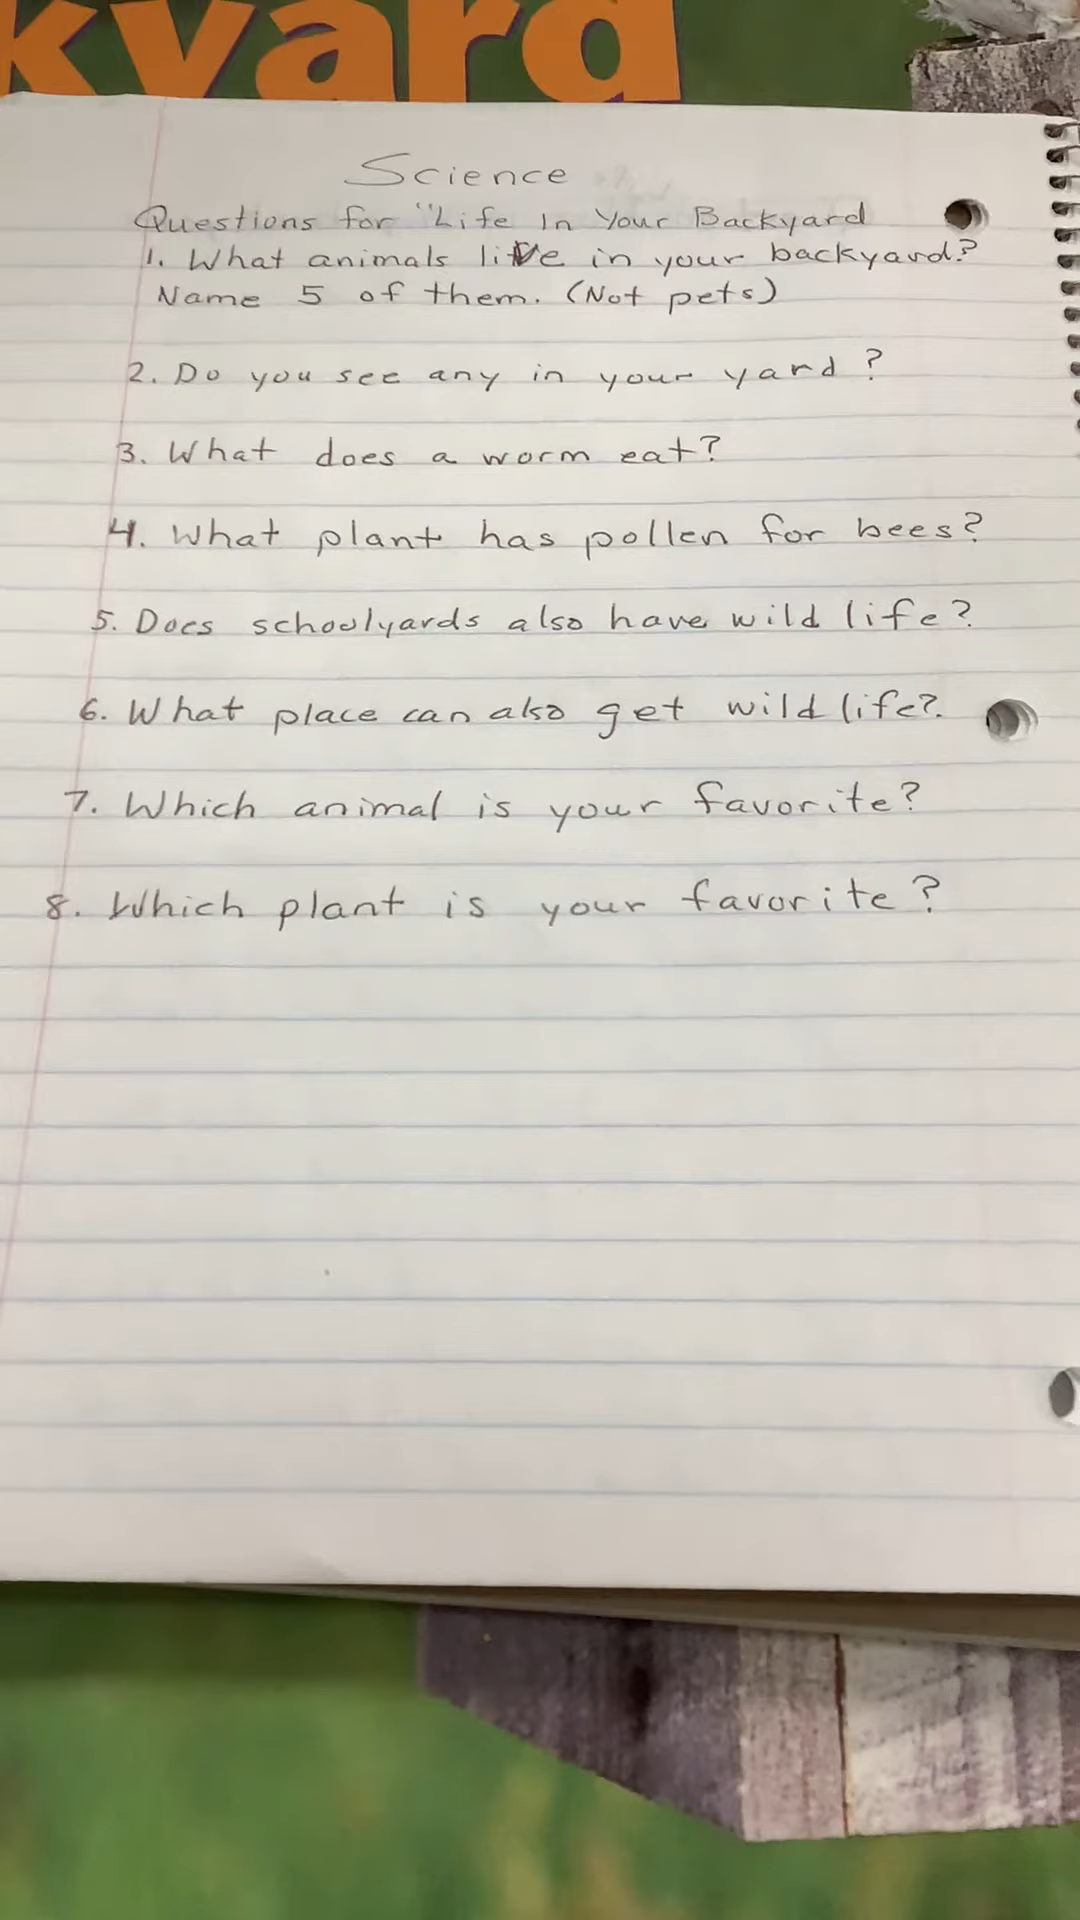 kyard
Science
Questions for "Life In Your Backyard
1. What animals live in your backyard?
Name 5 of them. (Not pets)
2. Do you see any in your yard?
3. What does a worm eat?
4. What plant has pollen for bees?
5. Does schoolyards also have wild life?
6. What place can also get wild life?.
7. Which animal is your favorite?
8. Which plant is your favorite?